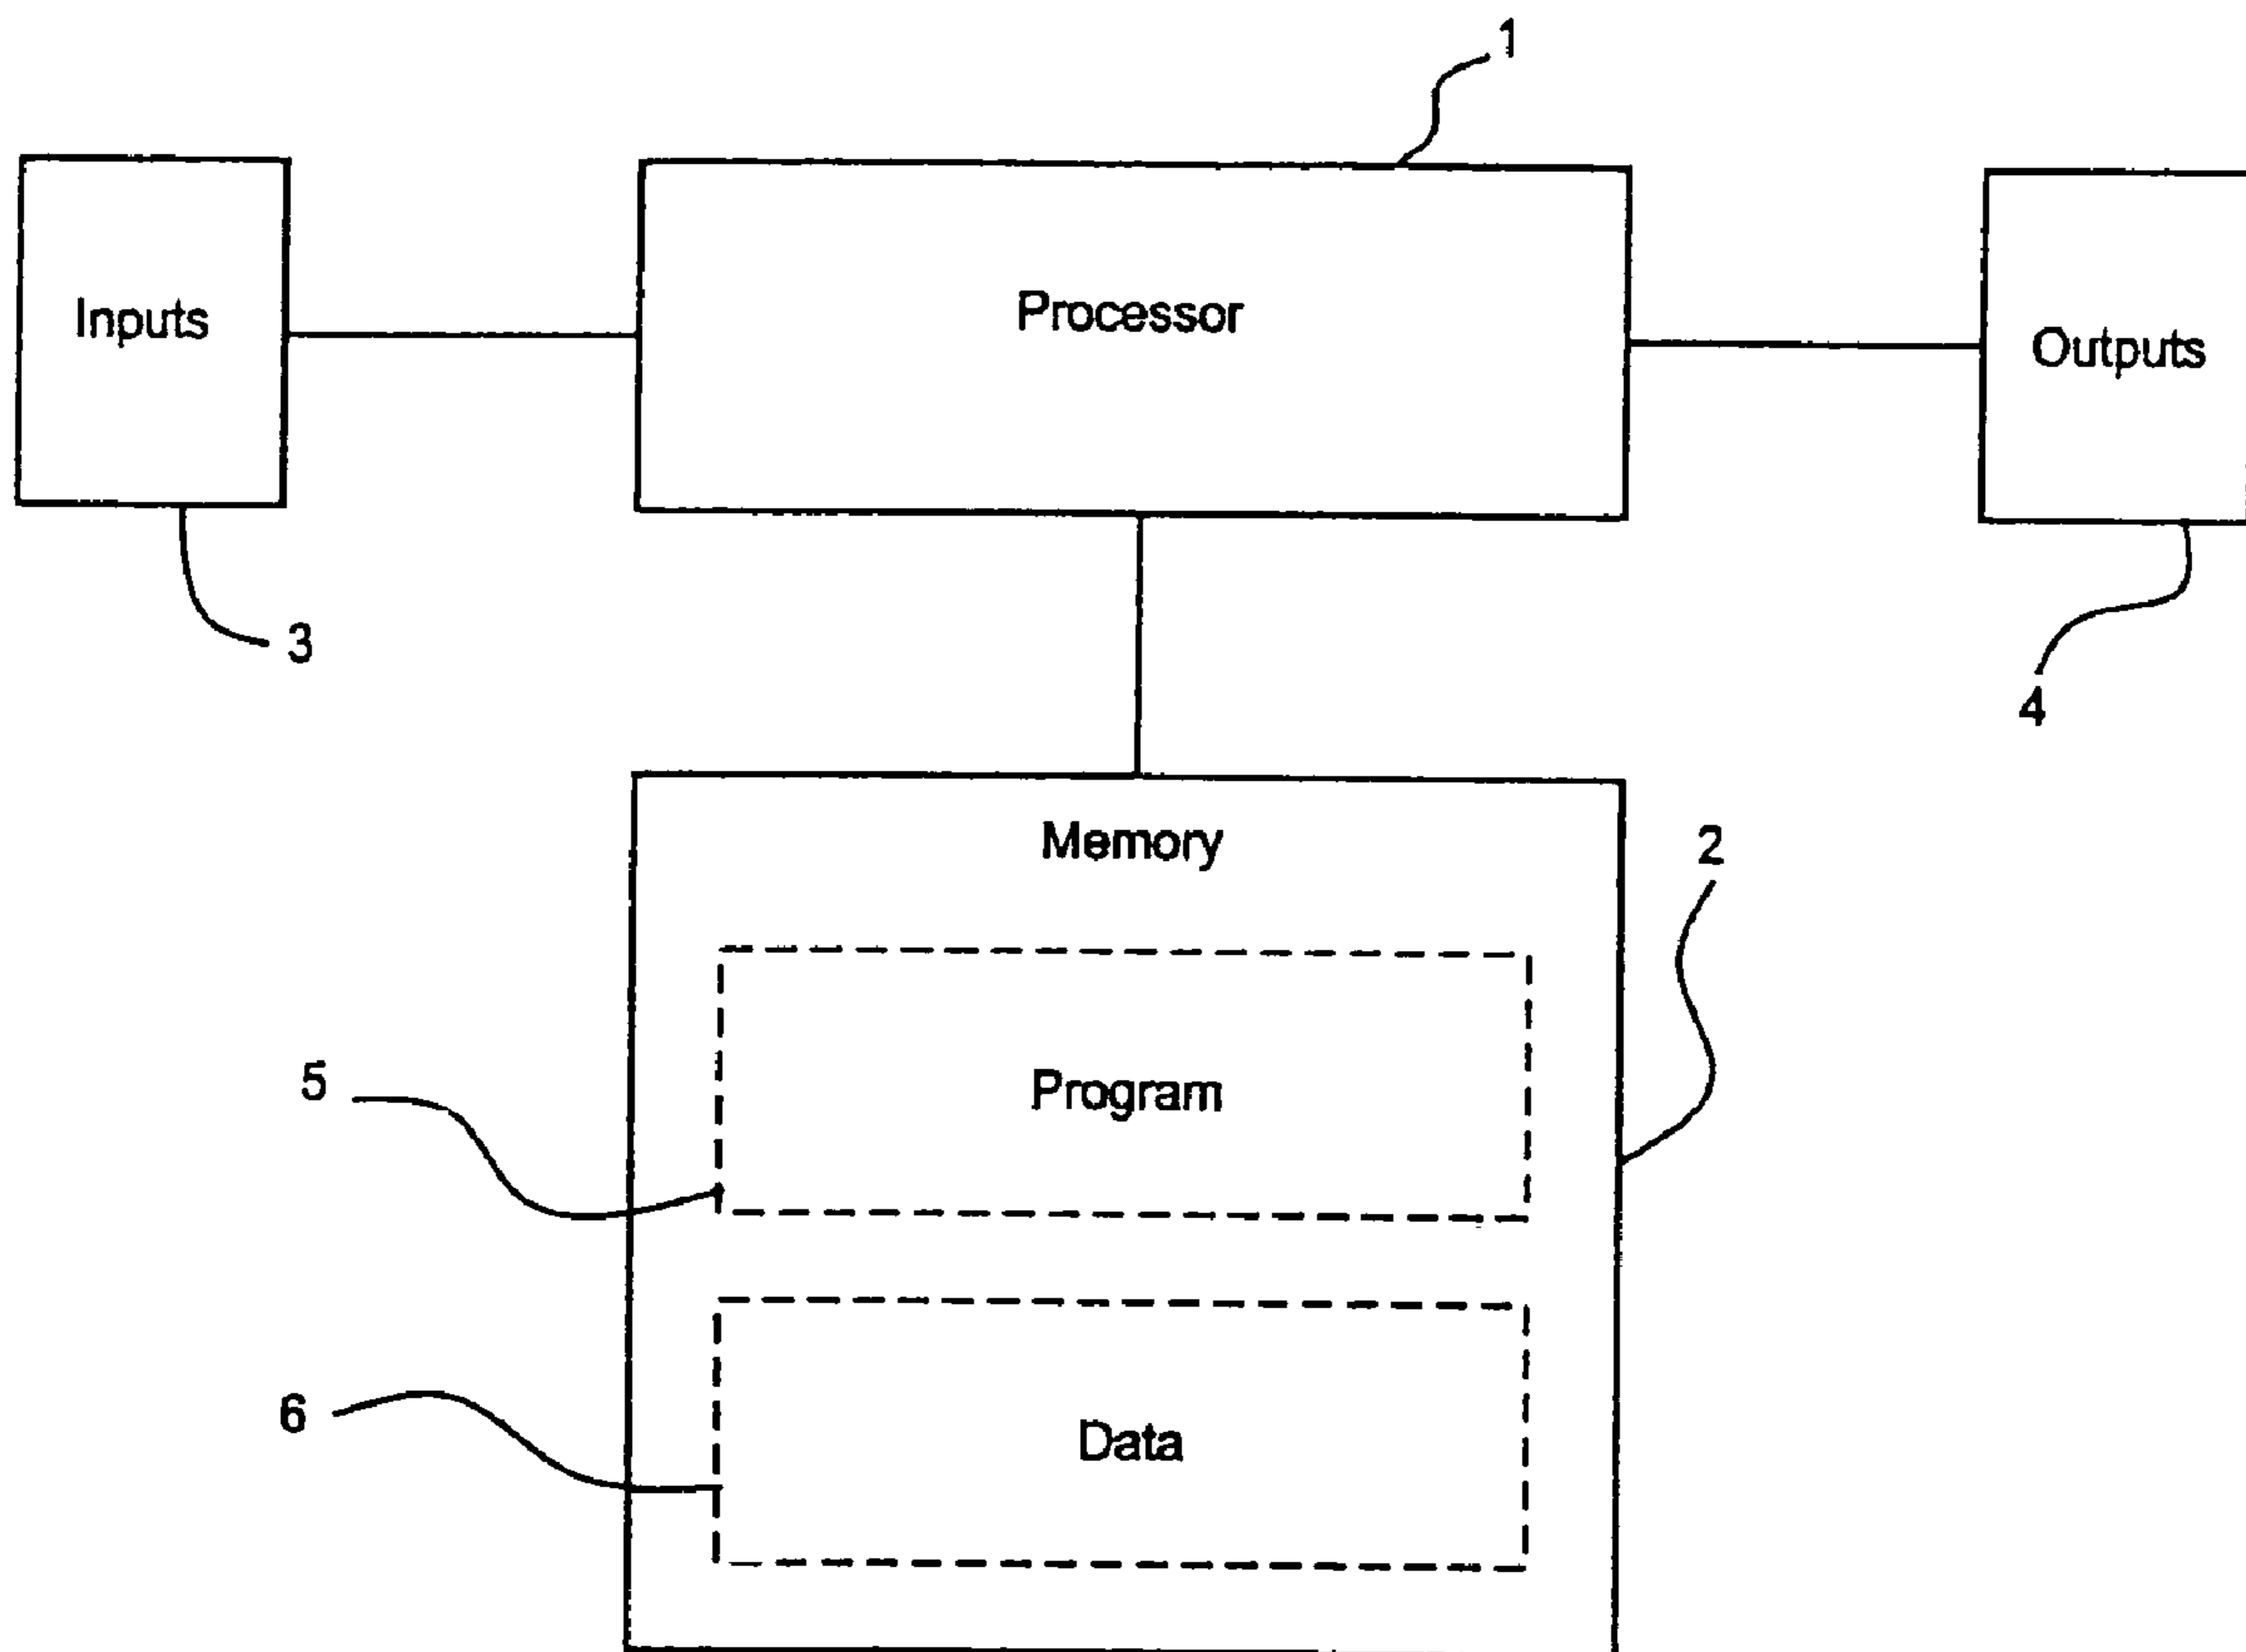 1
Inputs
Processor
Outputs
3
4
Memory
2
Program
5
Data
6